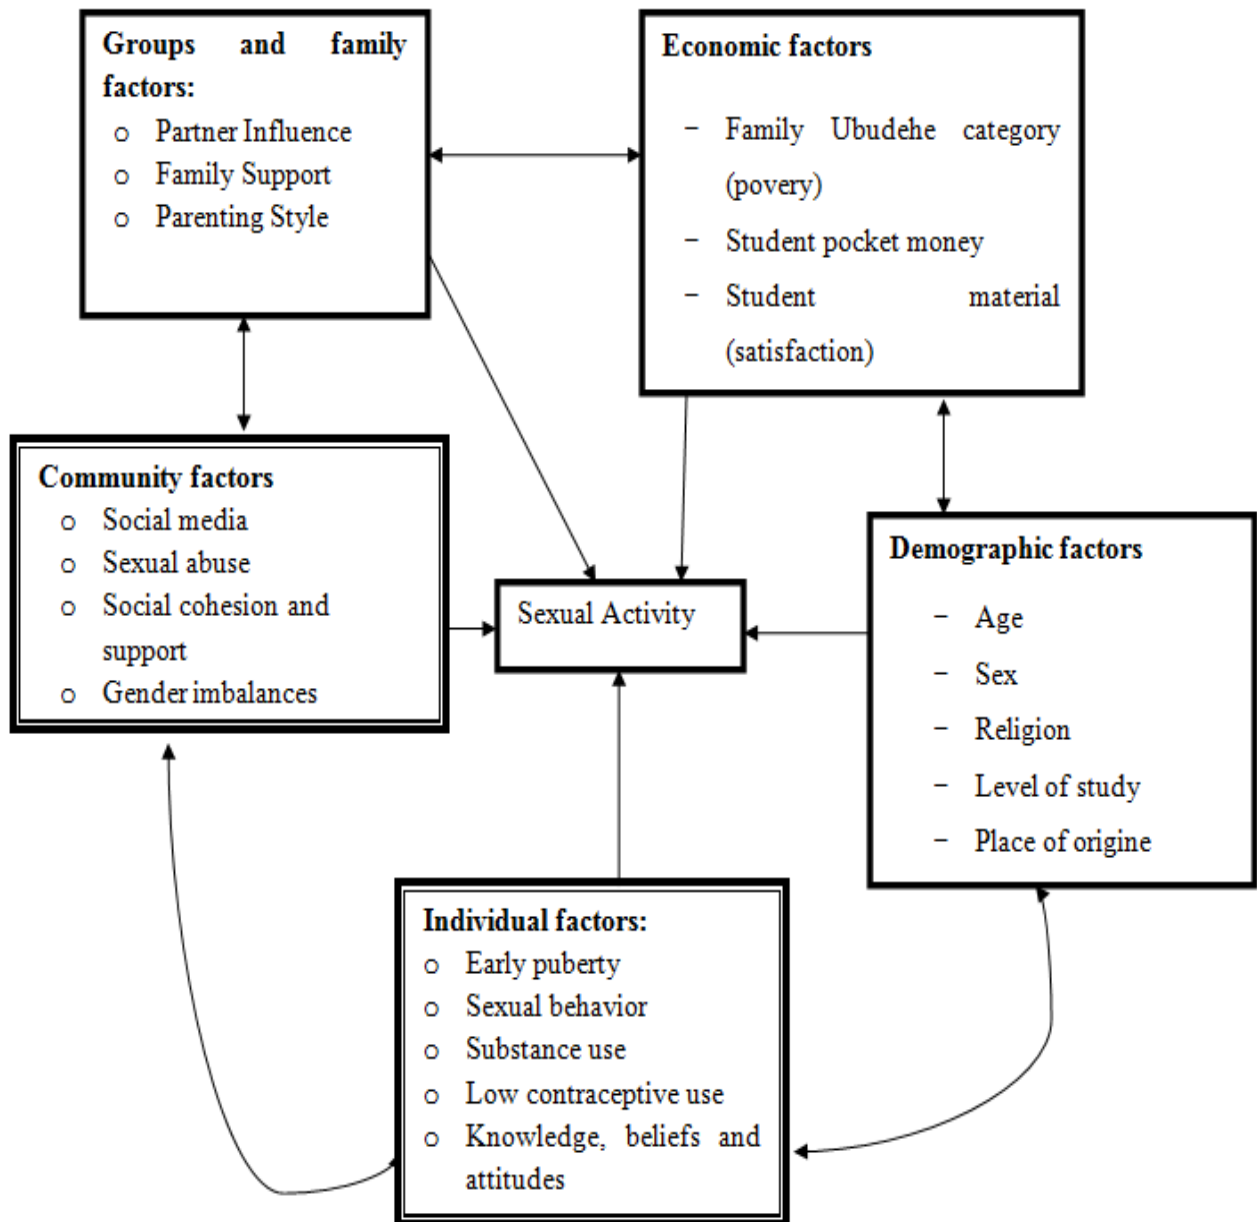 Groups and family
factors:
o Partner Influence
o Family Support
o Parenting Style
Economic factors
- Family Ubudehe category
(povery)
- Student pocket money
- Student material
(satisfaction)
Community factors
o Social media
o Sexual abuse
o Social cohesion and
support
o Gender imbalances
Sexual Activity
Demographic factors
- Age
- Sex
- Religion
- Level of study
- Place of origine
Individual factors:
o Early puberty
o Sexual behavior
o Substance use
o Low contraceptive use
o Knowledge, beliefs and
attitudes